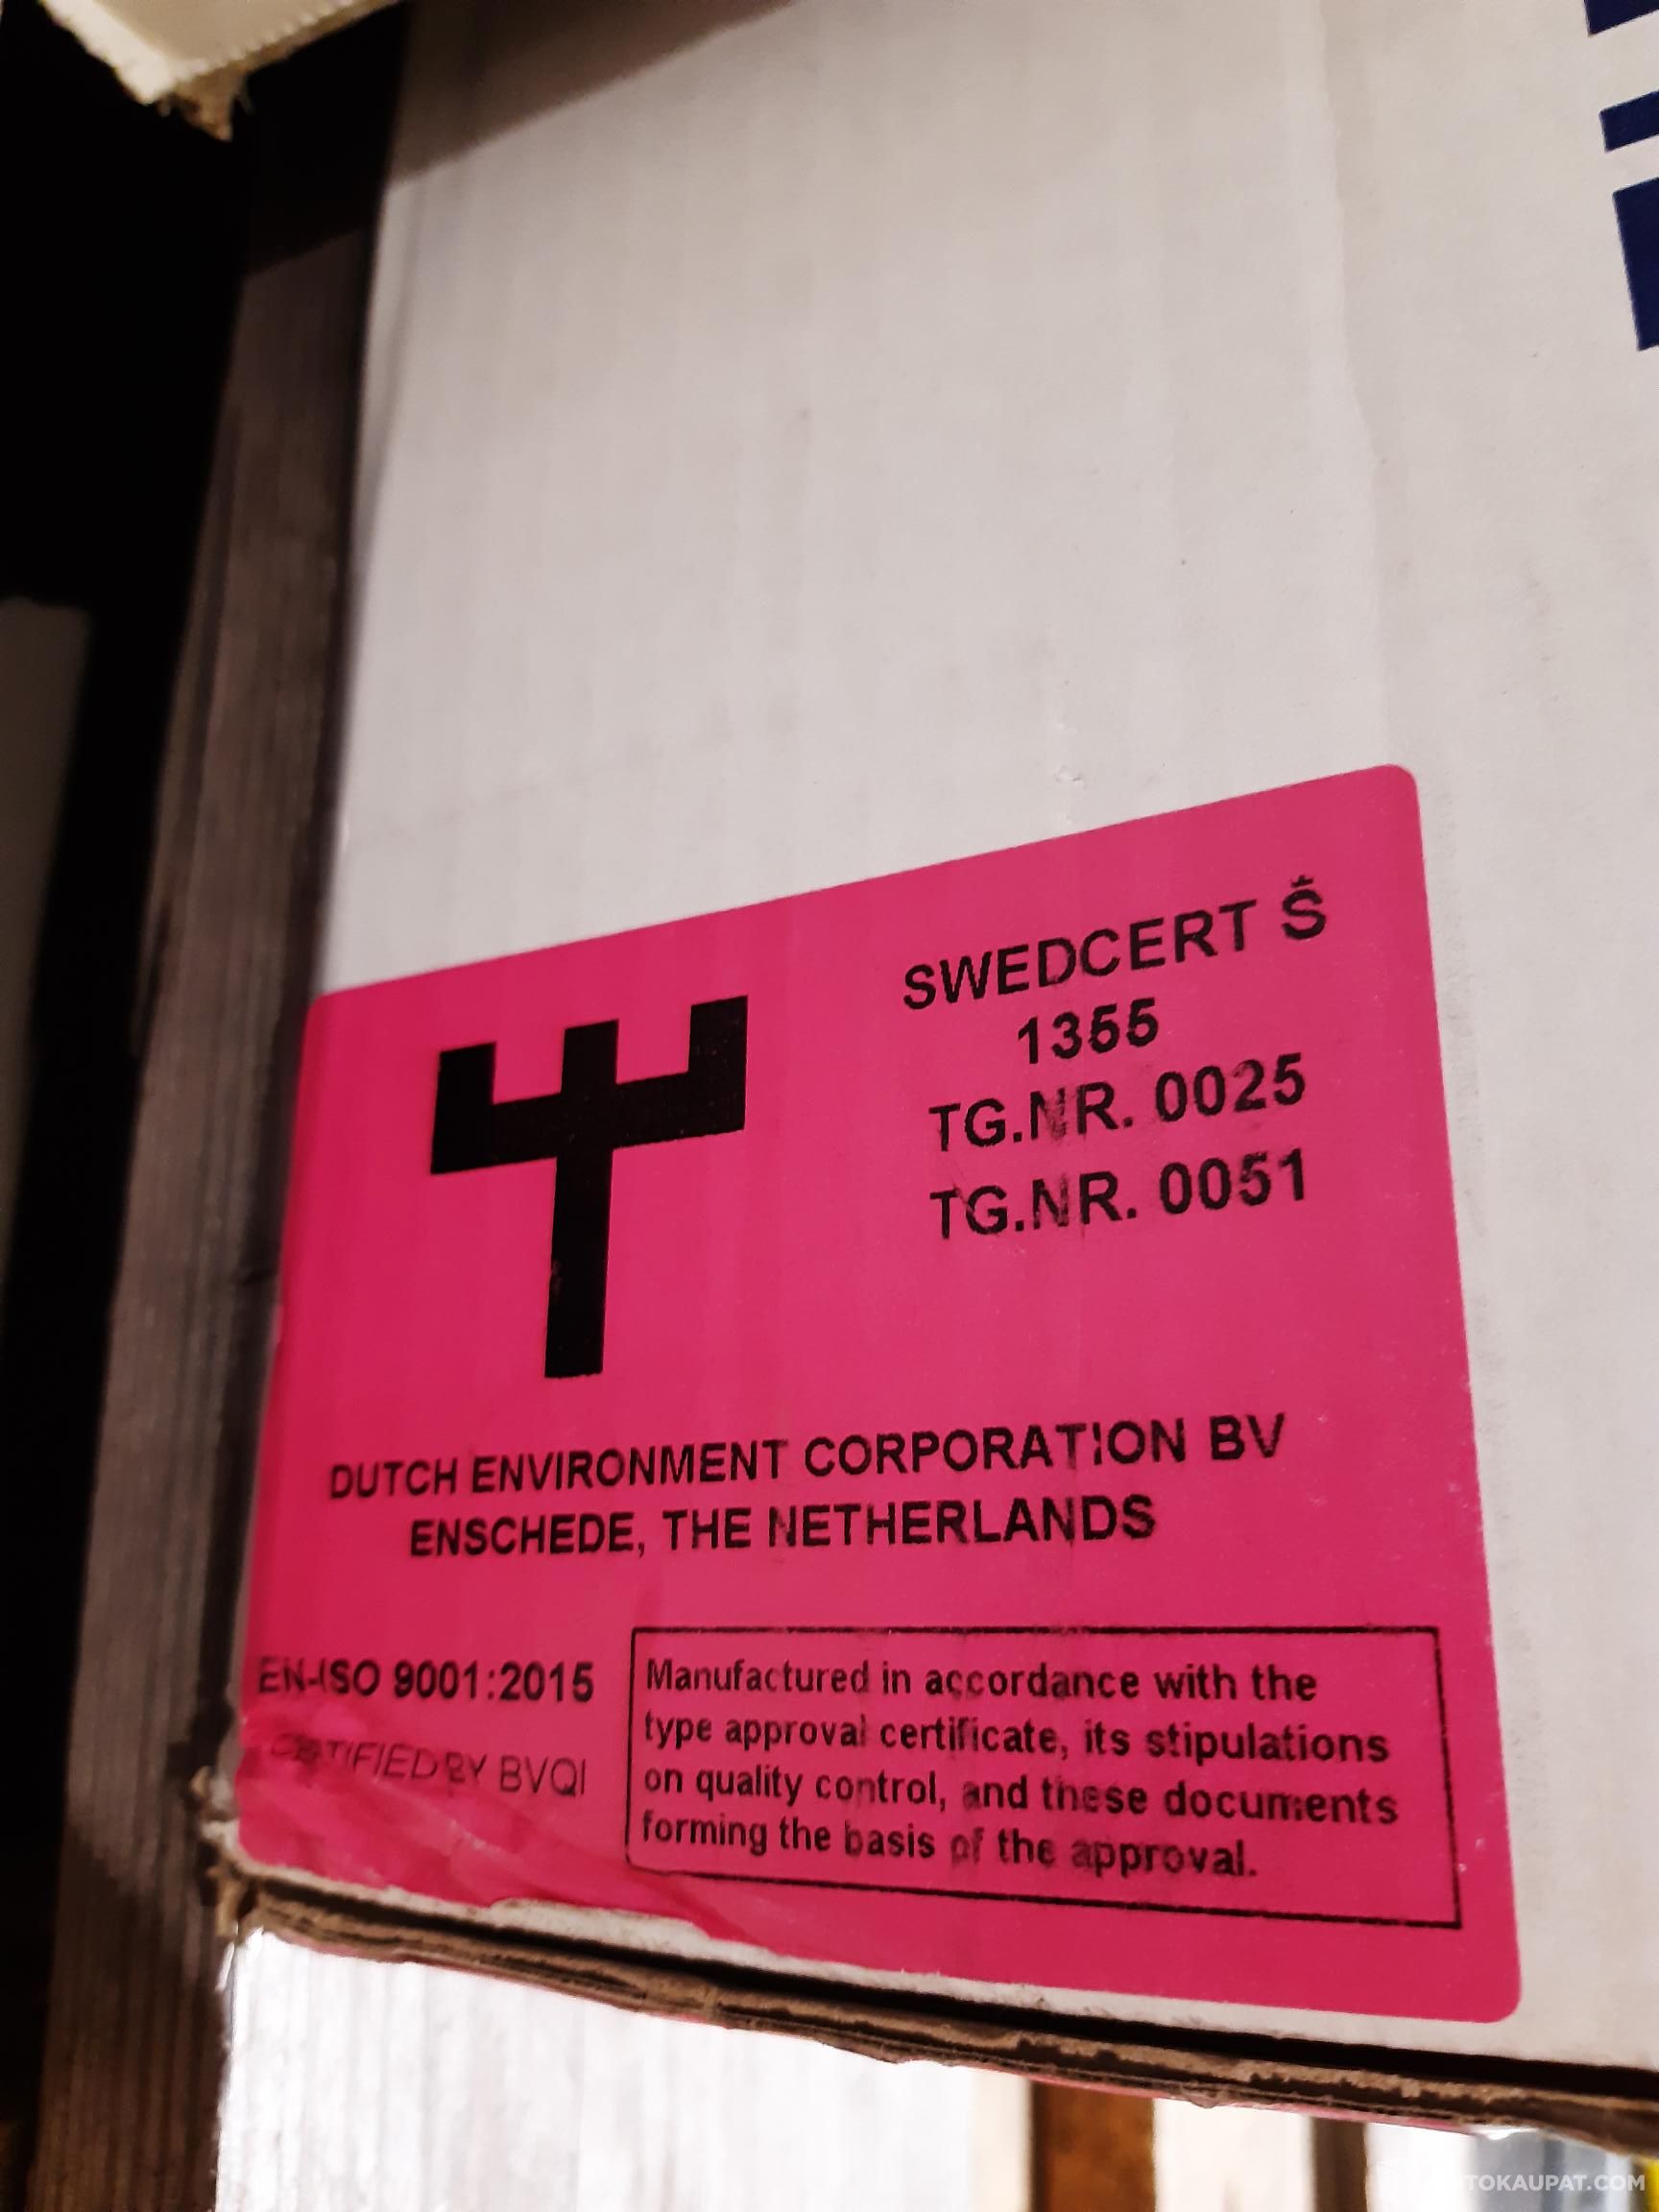 SWEDCERT Š
1355
TG.NR. 0025
TG.NR. 0051
DUTCH ENVIRONMENT CORPORATION BV
ENSCHEDE, THE NETHERLANDS
EN-ISO 9001:2015
CERTIFIED BY BVQI
Manufactured in accordance with the
type approval certificate, its stipulations
on quality control, and these documents
forming the basis of the approval.
TOKAUPAT.COM